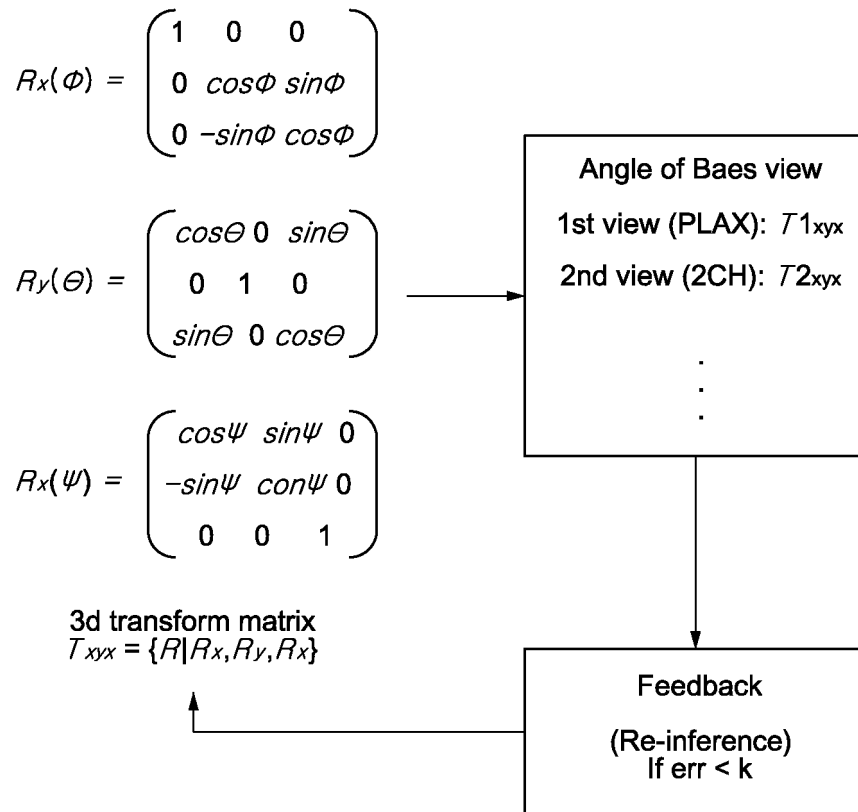 1 0 0
Rx(Φ) = 0 cosΦ sinΦ
0 −sinΦ cosΦ
cosΘ 0 sinΘ
Ry(Θ) = 0 1 0
sinΘ 0 cosΘ
cosΨ sinΨ 0
Rx(Ψ) = −sinΨ conΨ 0
0 0 1
3d transform matrix
Txyx = {R|Rx,Ry,Rx}
Angle of Baes view
1st view (PLAX): T1xyx
2nd view (2CH): T2xyx
.
.
.
Feedback
(Re-inference)
If err < k